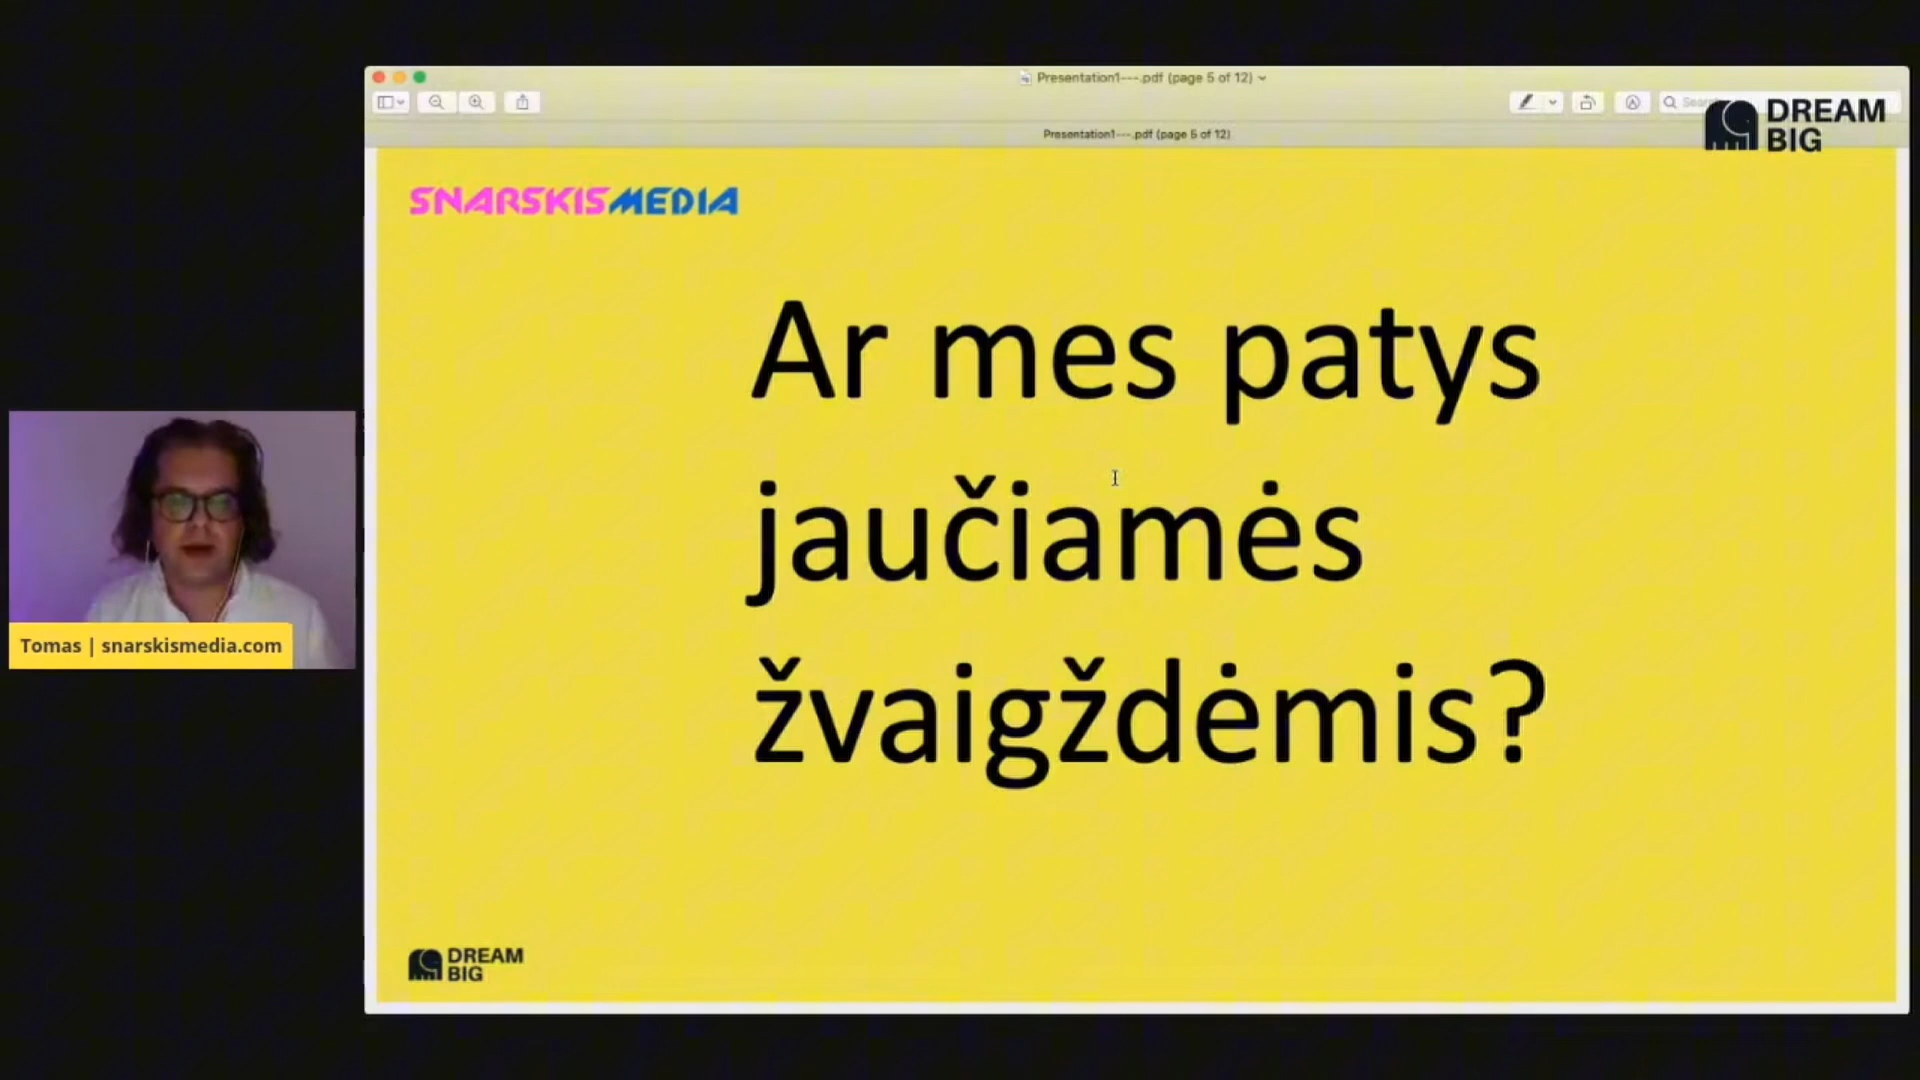 Presentation1---.pdf (page 5 of 12)
DREAM
BIG
Presentation1---.pdf (page 5 of 12)
SNARSKISMEDIA
Ar mes patys
jaučiamės
žvaigždėmis?
Tomas | snarskismedia.com
DREAM
BIG